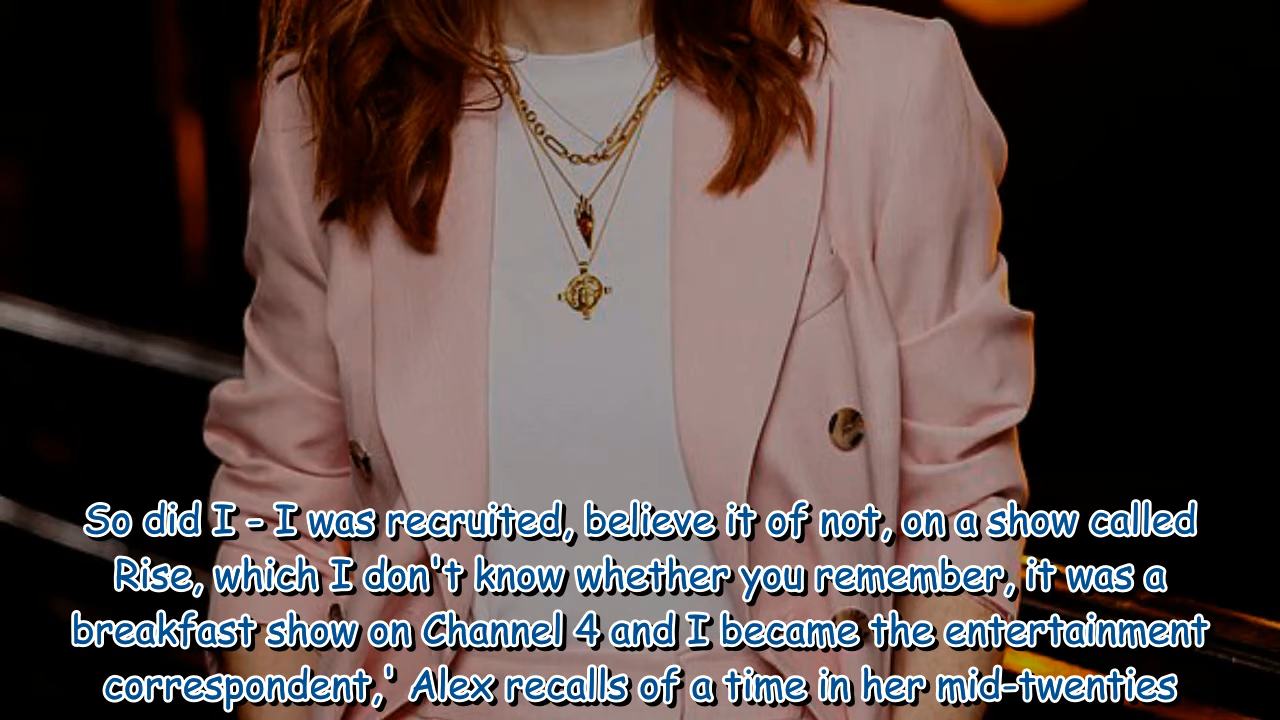 So did I - I was recruited, believe it of not, on a show called
Rise, which I don't know whether you remember, it was a
breakfast show on Channel 4 and I became the entertainment
correspondent,' Alex recalls of a time in her mid-twenties